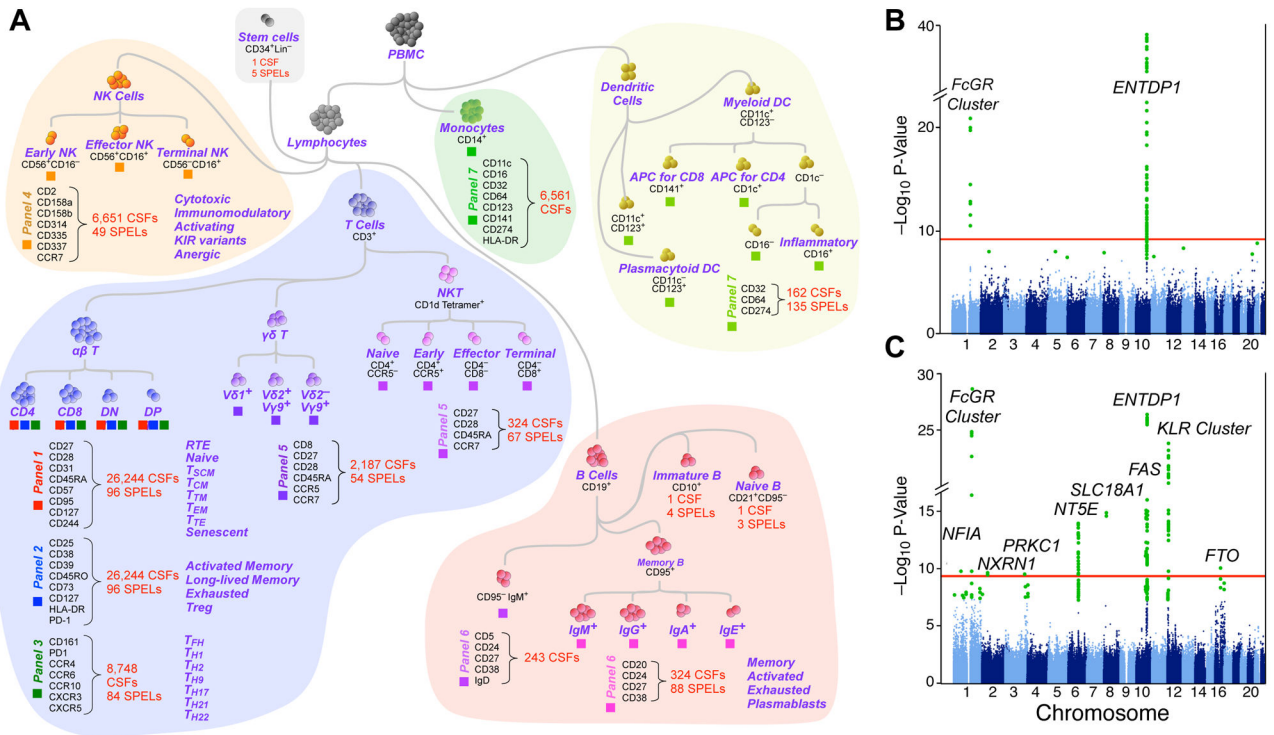 A
Stem cells
CD34+Lin−
1 CSF
5 SPELs
PBMC
NK Cells
Early NK
CD56+CD16−
Effector NK
CD56+CD16+
Terminal NK
CD56−CD16+
Panel 4
CD2
CD158a
CD158b
CD314
CD335
CD337
CCR7
6,651 CSFs
49 SPELs
Cytotoxic
Immunomodulatory
Activating
KIR variants
Anergic
Lymphocytes
Monocytes
CD14+
Panel 7
CD11c
CD16
CD32
CD64
CD123
CD141
CD274
HLA-DR
6,561
CSFs
Dendritic
Cells
Myeloid DC
CD11c+
CD123−
APC for CD8
CD141+
APC for CD4
CD1c+
CD1c−
CD11c+
CD123+
CD16−
Inflammatory
CD16+
Plasmacytoid DC
CD11c−
CD123+
Panel 7
CD32
CD64
CD274
162 CSFs
135 SPELs
T Cells
CD3+
NKT
CD1d Tetramer+
Naive
CD4+
CCR5−
Early
CD4+
CCR5+
Effector
CD4−
CD8−
Terminal
CD4−
CD8+
Panel 5
CD27
CD28
CD45RA
CCR7
324 CSFs
67 SPELs
αβ T
γδ T
CD4
CD8
DN
DP
Vδ1+
Vδ2+
Vγ9+
Vδ2−
Vγ9+
Panel 5
CD8
CD27
CD28
CD45RA
CCR5
CCR7
2,187 CSFs
54 SPELs
Panel 1
CD27
CD28
CD31
CD45RA
CD57
CD95
CD127
CD244
26,244 CSFs
96 SPELs
RTE
Naive
TSCM
TCM
TTM
TEM
TTE
Senescent
Panel 2
CD25
CD38
CD39
CD45RO
CD73
CD127
HLA-DR
PD-1
26,244 CSFs
96 SPELs
Activated Memory
Long-lived Memory
Exhausted
Treg
Panel 3
CD161
PD1
CCR4
CCR6
CCR10
CXCR3
CXCR5
8,748
CSFs
84 SPELs
TFH
TH1
TH2
TH9
TH17
TH21
TH22
B Cells
CD19+
Immature B
CD10+
1 CSF
4 SPELs
Naive B
CD21+CD95−
1 CSF
3 SPELs
CD95− IgM+
Memory B
CD95+
IgM+
IgG+
IgA+
IgE+
Panel 6
CD5
CD24
CD27
CD38
IgD
243 CSFs
Panel 6
CD20
CD24
CD27
CD38
324 CSFs
88 SPELs
Memory
Activated
Exhausted
Plasmablasts
B
−Log10 P-Value
40
20
10
0
FcGR
Cluster
ENTDP1
1 2 3 4 5 6 7 8 9 10 12 14 16 20
C
−Log10 P-Value
30
25
15
10
5
0
FcGR
Cluster
ENTDP1
KLR Cluster
FAS
SLC18A1
NT5E
NFIA
PRKC1
NXRN1
FTO
1 2 3 4 5 6 7 8 9 10 12 14 16 20
Chromosome